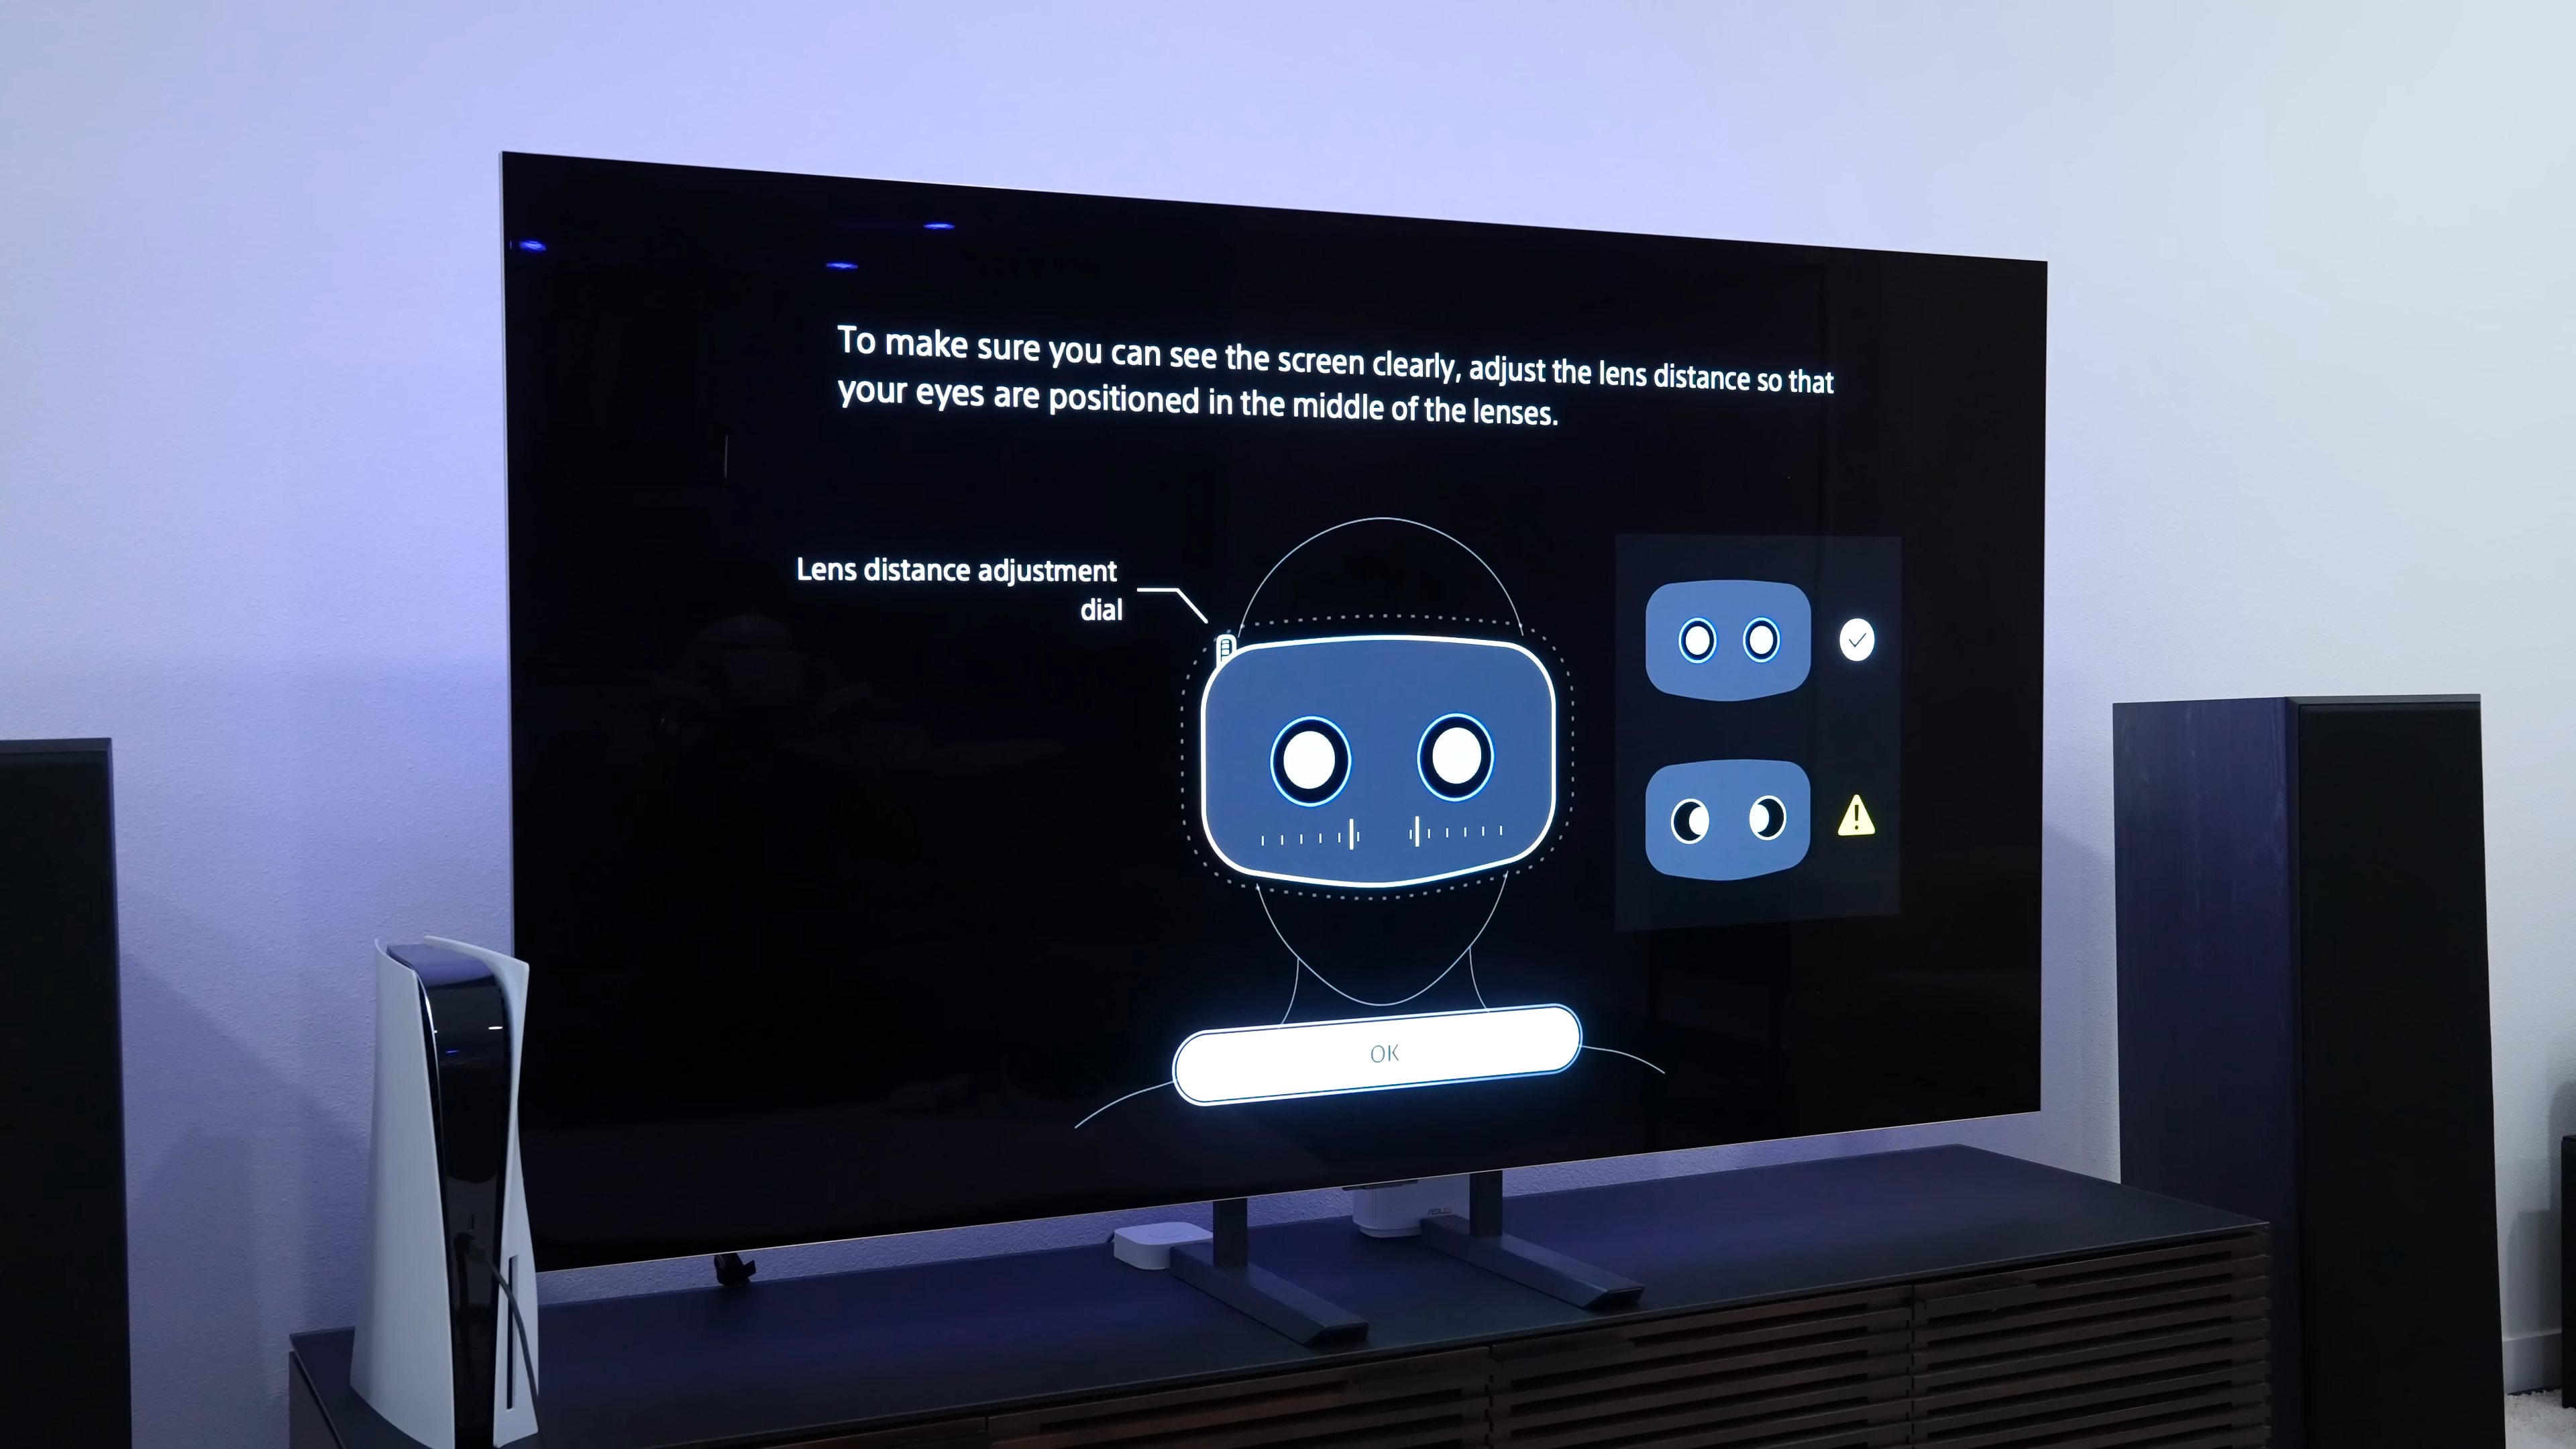 To make sure you can see the screen clearly, adjust the lens distance so that
your eyes are positioned in the middle of the lenses.
Lens distance adjustment
dial
OK
ASUS